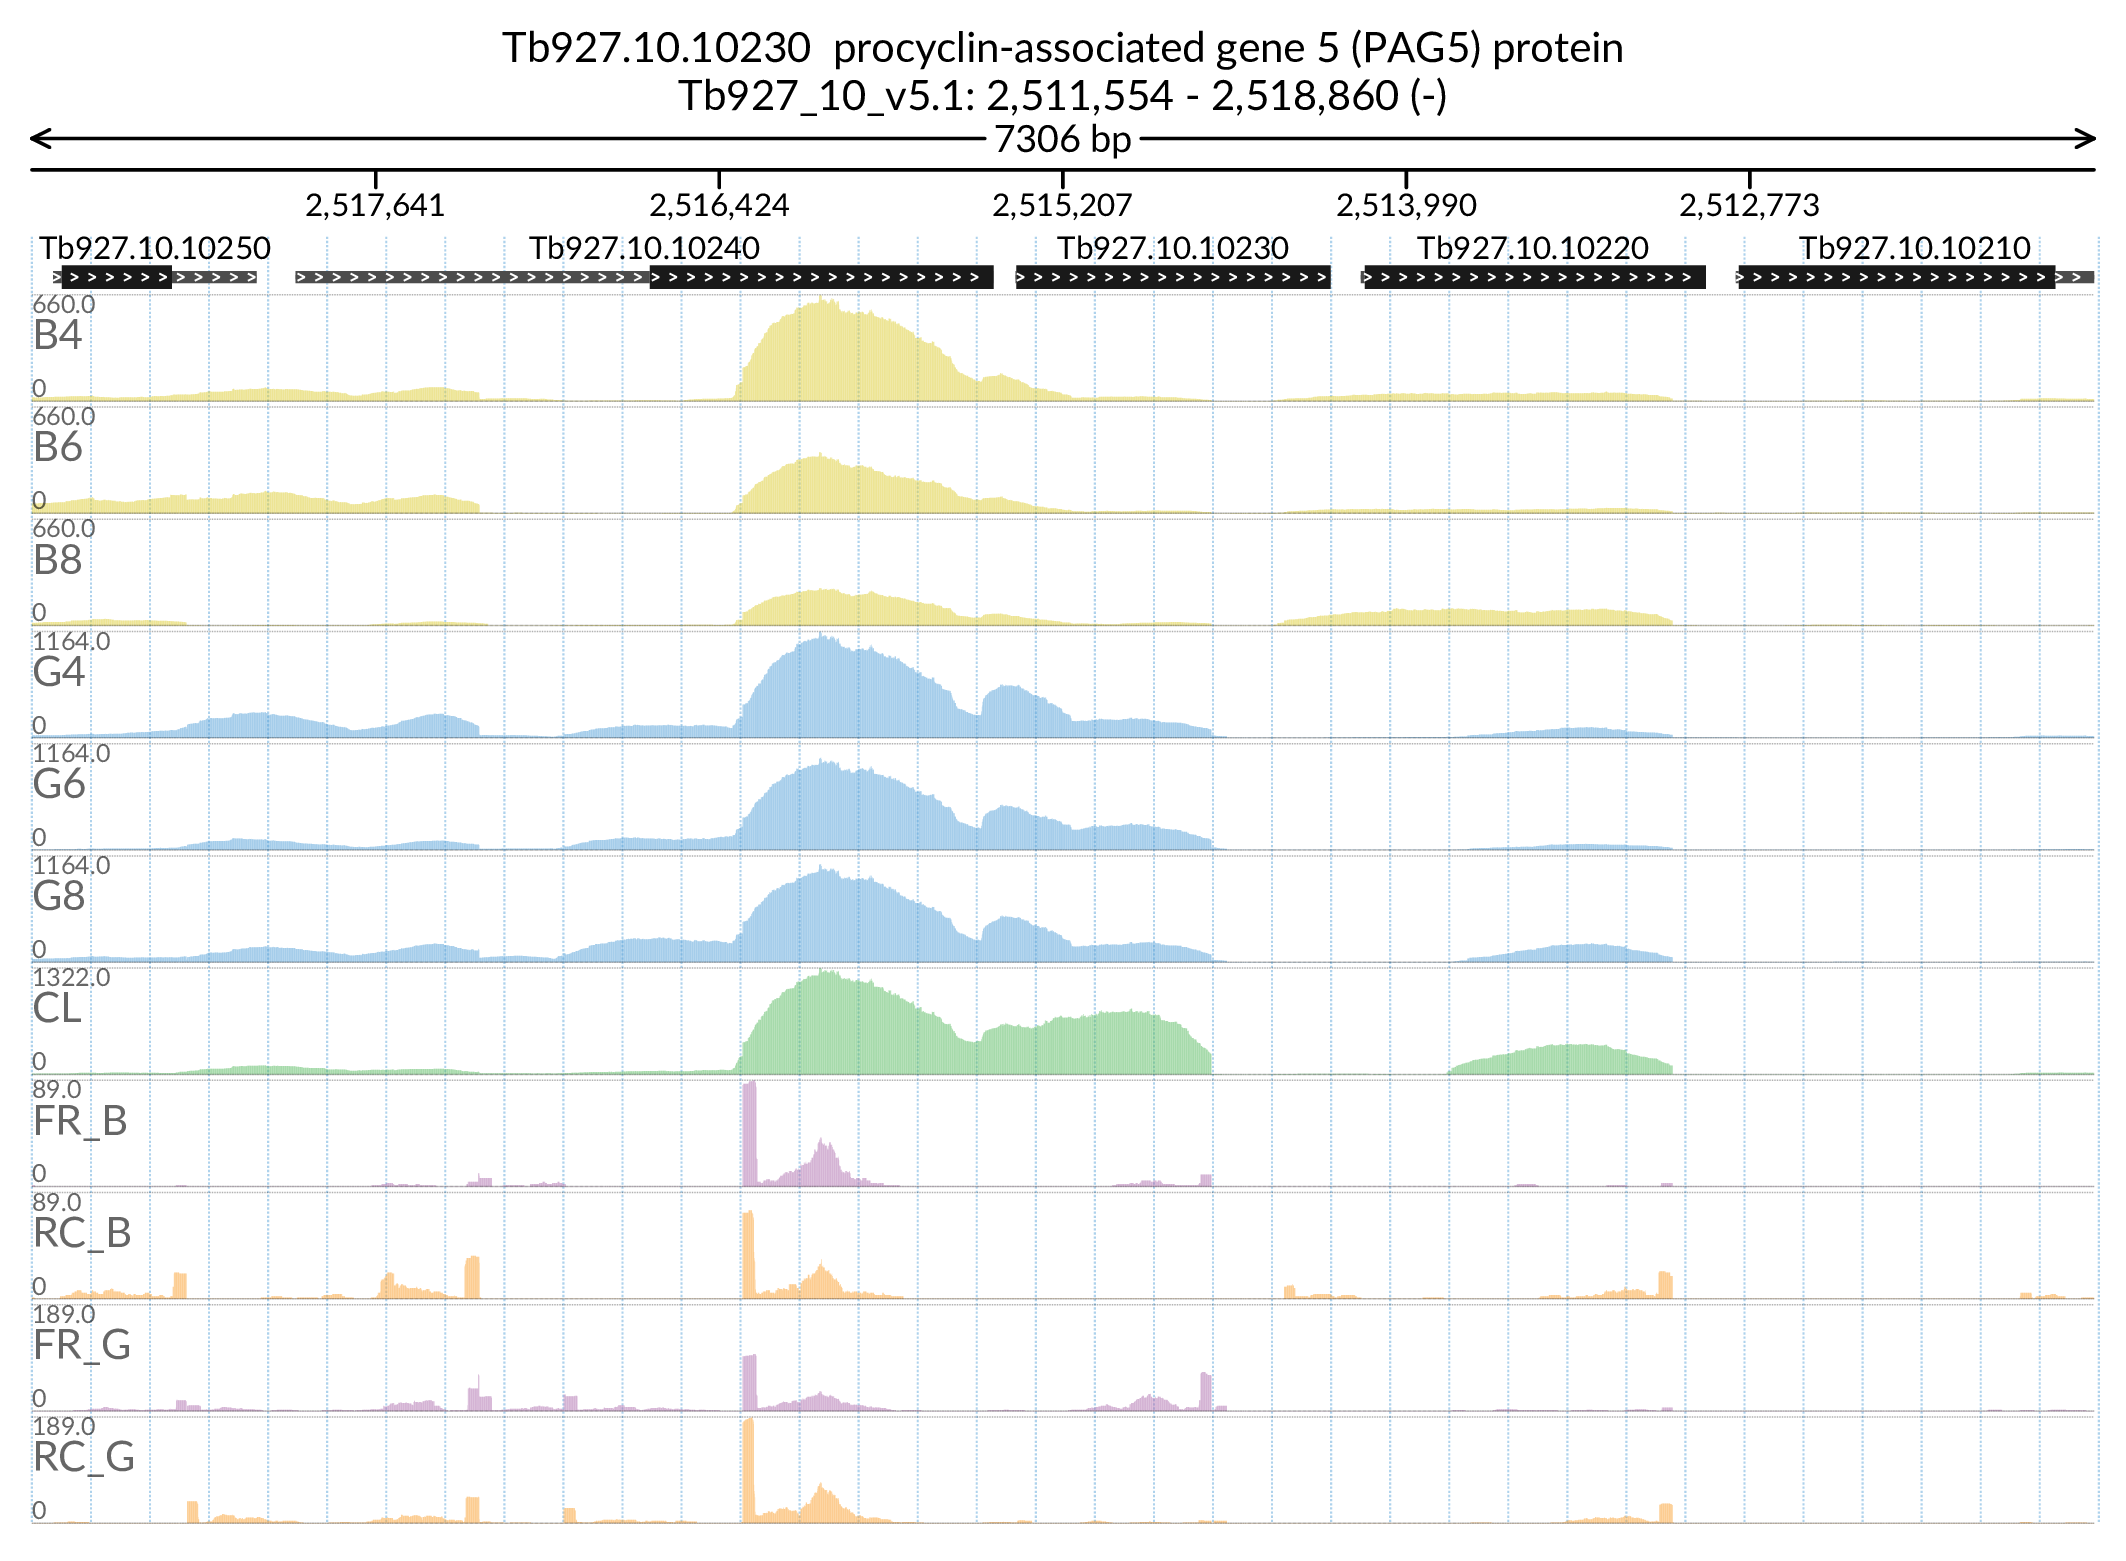 Tb927.10.10230  procyclin-associated gene 5 (PAG5) protein
Tb927_10_v5.1: 2,511,554 - 2,518,860 (-)
7306 bp
2,517,641 2,516,424 2,515,207 2,513,990 2,512,773
Tb927.10.10250 Tb927.10.10240 Tb927.10.10230 Tb927.10.10220 Tb927.10.10210
660.0
B4
0
660.0
B6
0
660.0
B8
0
1164.0
G4
0
1164.0
G6
0
1164.0
G8
0
1322.0
CL
0
89.0
FR_B
0
89.0
RC_B
0
189.0
FR_G
0
189.0
RC_G
0